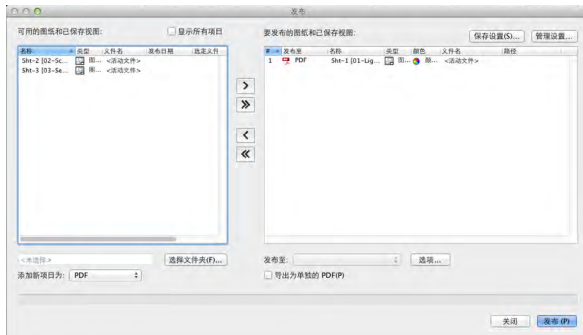 发布
可用的图纸和已保存视图:
显示所有项目
名称 类型 文件名 发布日期 选定文件
Sht-2 [02-Sc... 图... <活动文件>
Sht-3 [03-Se... 图... <活动文件>
<未选择>
选择文件夹(F)...
添加新项目为: PDF
要发布的图纸和已保存视图:
保存设置(S)... 管理设置...
# 发布至 名称 类型 颜色 文件名 路径
1 PDF Sht-1 [01-Lig... 图... 颜... <活动文件>
发布至: 选项...
导出为单独的 PDF(P)
关闭 发布 (P)